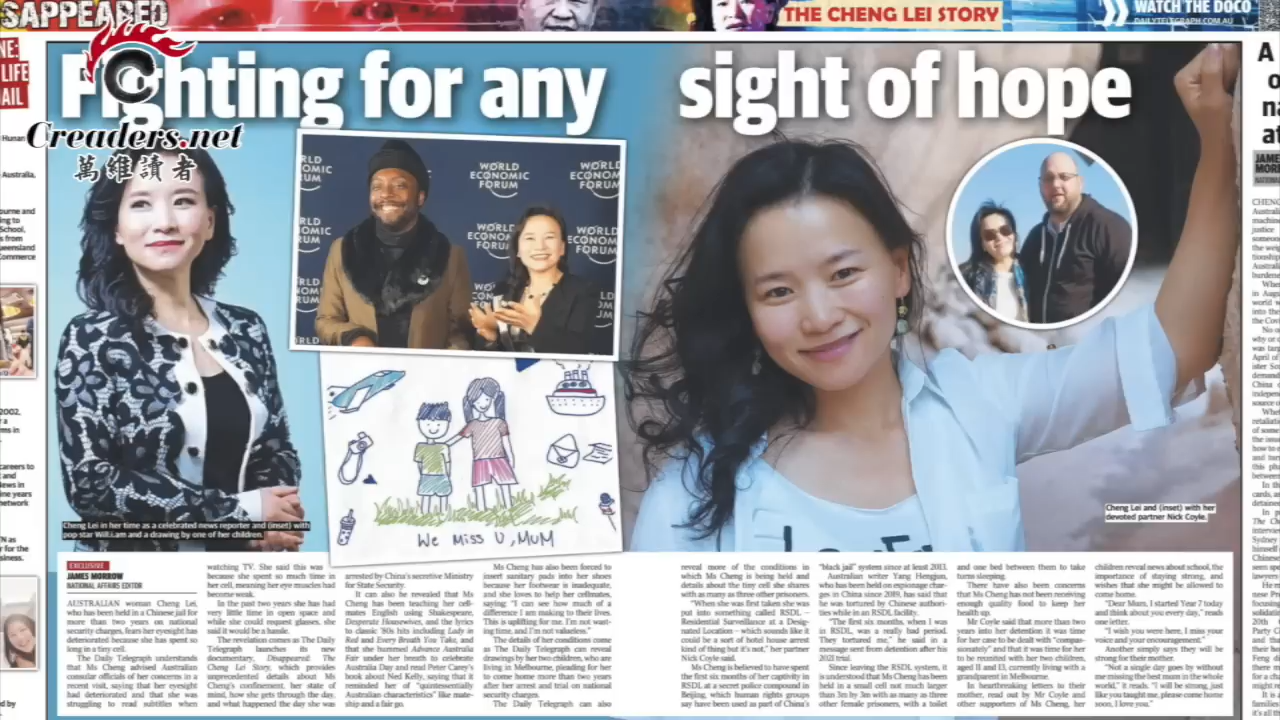 SAPPEARED
THE CHENG LEI STORY
WATCH THE DOCO
DAILYTELEGRAPH.COM.AU
Fighting for any sight of hope
Creaders.net
萬維讀者
LIFE
WORLD
ECONOMIC
FORUM
WORLD
ECONOMIC
FORUM
We Miss U, MUM
Cheng Lei in her time as a celebrated news reporter and (inset) with
pop star Will.i.am and a drawing by one of her children.
Cheng Lei and (inset) with her
devoted partner Nick Coyle.
EXCLUSIVE
JAMES MORROW
NATIONAL AFFAIRS EDITOR
AUSTRALIAN woman Cheng Lei,
who has been held in a Chinese jail for
more than two years on national
security charges, fears her eyesight has
deteriorated because she has spent so
long in a tiny cell.
The Daily Telegraph understands
that Ms Cheng advised Australian
consular officials of her concerns in a
recent visit, saying that her eyesight
had deteriorated and that she was
struggling to read subtitles when
watching TV. She said this was
because she spent so much time in
her cell, meaning her eye muscles had
become weak.
In the past two years she has had
very little time in open space and
while she could request glasses, she
said it would be a hassle.
The revelation comes as The Daily
Telegraph launches its new
documentary, Disappeared: The
Cheng Lei Story, which provides
unprecedented details about Ms
Cheng's confinement, her state of
mind, how she gets through the day,
and what happened the day she was
arrested by China's secretive Ministry
for State Security.
It can also be revealed that Ms
Cheng has been teaching her cell-
mates English using Shakespeare,
Desperate Housewives, and the lyrics
to classic '80s hits including Lady in
Red and Every Breath You Take, and
that she hummed Advance Australia
Fair under her breath to celebrate
Australia Day and read Peter Carey's
book about Ned Kelly, saying that it
reminded her of "quintessentially
Australian characteristics" like mate-
ship and a fair go.
Ms Cheng has also been forced to
insert sanitary pads into her shoes
because her footwear is inadequate,
and she loves to help her cellmates,
saying "I can see how much of a
difference I am making to their lives.
This is uplifting for me. I'm not wast-
ing time, and I'm not valueless."
The details of her conditions come
as The Daily Telegraph can reveal
drawings by her two children, who are
living in Melbourne, pleading for her
to come home more than two years
after her arrest and trial on national
security charges.
The Daily Telegraph can also
reveal more of the conditions in
which Ms Cheng is being held and
details about the tiny cell she shares
with as many as three other prisoners.
"When she was first taken she was
put into something called RSDL –
Residential Surveillance at a Desig-
nated Location – which sounds like it
could be a sort of hotel house arrest
kind of thing but it's not," her partner
Nick Coyle said.
Ms Cheng is believed to have spent
the first six months of her captivity in
RSDL at a secret police compound in
Beijing, which human rights groups
say have been used as part of China's
"black jail" system since at least 2013.
Australian writer Yang Hengjun,
who has been held on espionage char-
ges in China since 2019, has said that
he was tortured by Chinese authori-
ties while in an RSDL facility.
"The first six months, when I was
in RSDL, was a really bad period.
They tortured me," he said in a
message sent from detention after his
2021 trial.
Since leaving the RSDL system, it
is understood that Ms Cheng has been
held in a small cell not much larger
than 3m by 3m with as many as three
other female prisoners, with a toilet
and one bed between them to take
turns sleeping.
There have also been concerns
that Ms Cheng has not been receiving
enough quality food to keep her
health up.
Mr Coyle said that more than two
years into her detention it was time
for her case to be dealt with "compas-
sionately" and that it was time for her
to be reunited with her two children,
aged 11 and 13, currently living with a
grandparent in Melbourne.
In heartbreaking letters to their
mother, read out by Mr Coyle and
other supporters of Ms Cheng, her
children reveal news about school, the
importance of staying strong, and
wishes that she might be allowed to
come home.
"Dear Mum, I started Year 7 today
and think about you every day," reads
one letter.
"I wish you were here, I miss your
voice and your encouragement."
Another simply says they will be
strong for their mother.
"Not a single day goes by without
me missing the best mum in the whole
world," it reads. "I will be strong, just
like you taught me, please come home
soon, I love you."